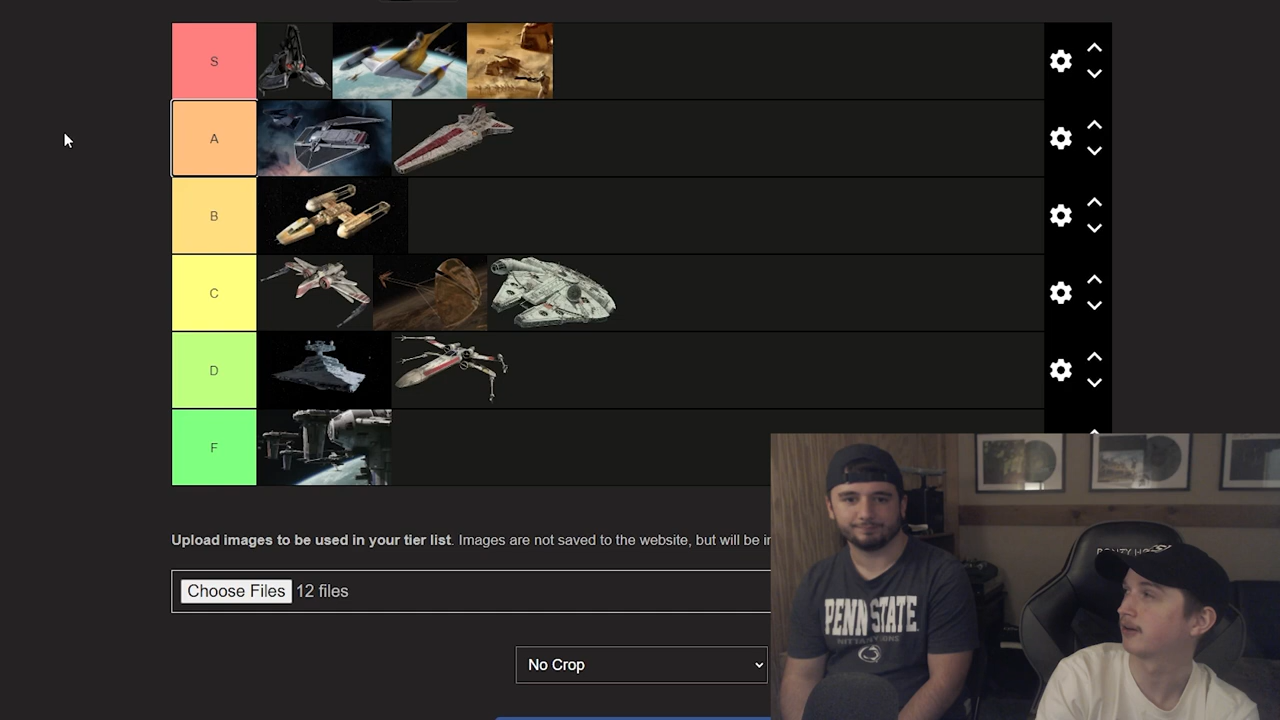 S
A
B
C
D
F
Upload images to be used in your tier list. Images are not saved to the website, but will be in
Choose Files 12 files
No Crop
PENN STATE
NITTANY LIONS